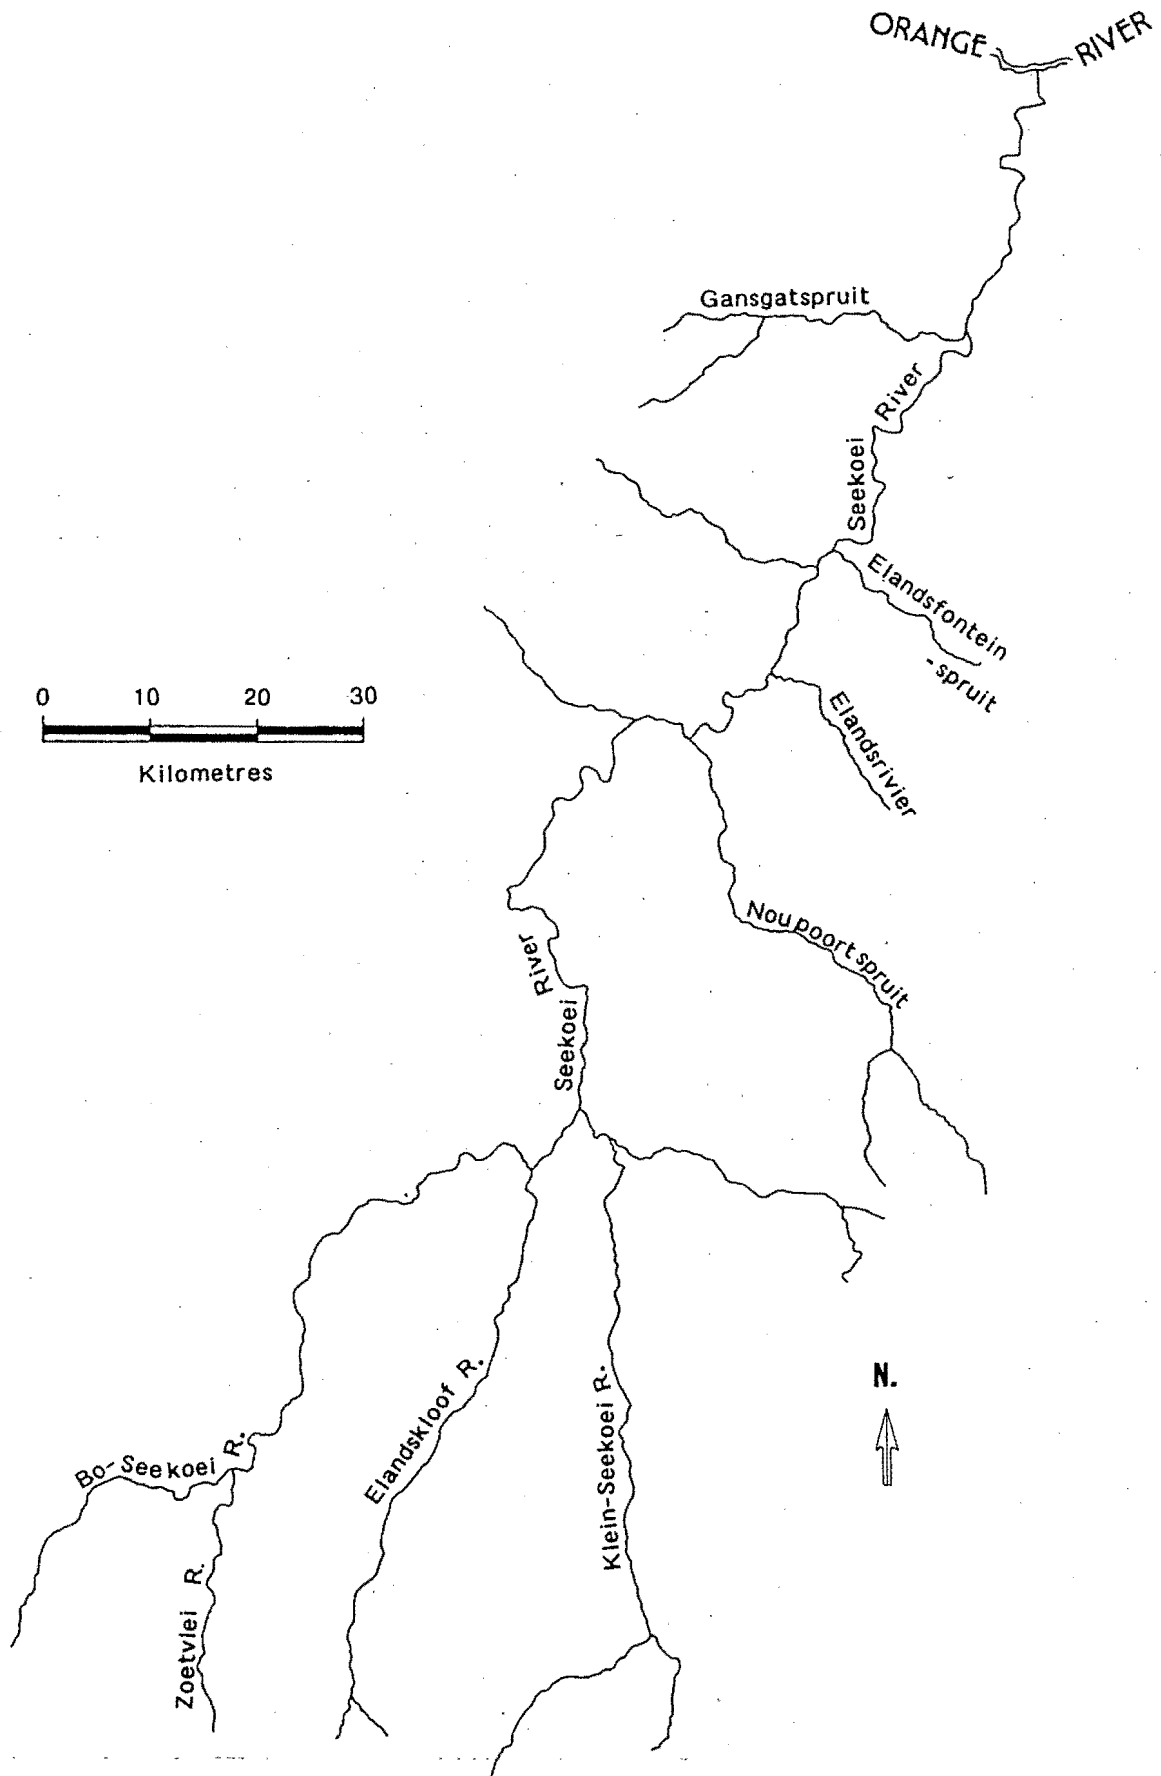 ORANGE RIVER
Gansgatspruit
Seekoei River
Elandsfontein
-spruit
0 10 20 30
Kilometres
Elandsrivier
Noupoortspruit
Seekoei River
N.
Bo-Seekoei R.
Elandskloof R.
Klein-Seekoei R.
Zoetvlei R.